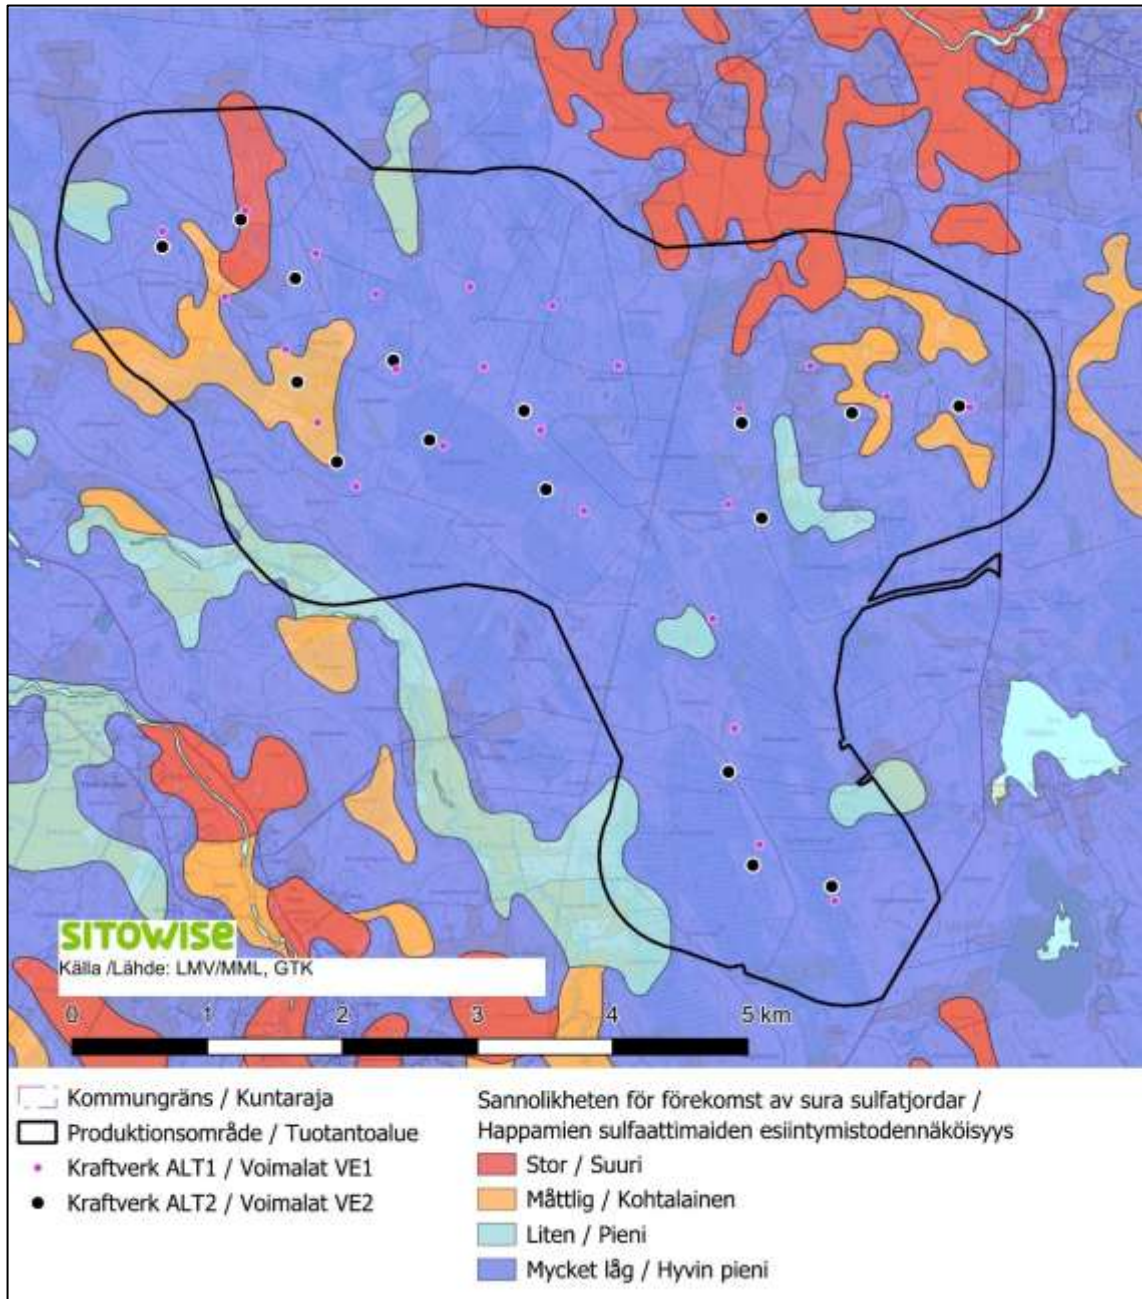 SITOWISE
Källa /Lähde: LMV/MML, GTK
0 1 2 3 4 5 km
Kommungräns / Kuntaraja
Produktionsområde / Tuotantoalue
Kraftverk ALT1 / Voimalat VE1
Kraftverk ALT2 / Voimalat VE2
Sannolikheten för förekomst av sura sulfatjordar /
Happamien sulfaattimaiden esiintymistodennäköisyys
Stor / Suuri
Måttlig / Kohtalainen
Liten / Pieni
Mycket låg / Hyvin pieni